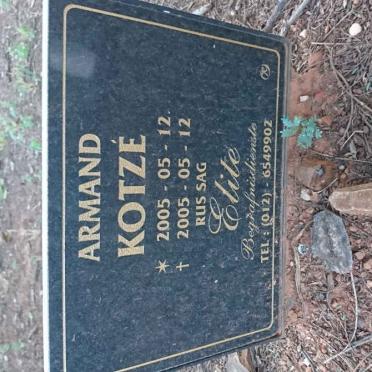 ARMAND
KOTZÉ
✶ 2005 - 05 - 12
✝ 2005 - 05 - 12
RUS SAG
Elite
Begrafnisdienste
TEL : (012) - 6549902